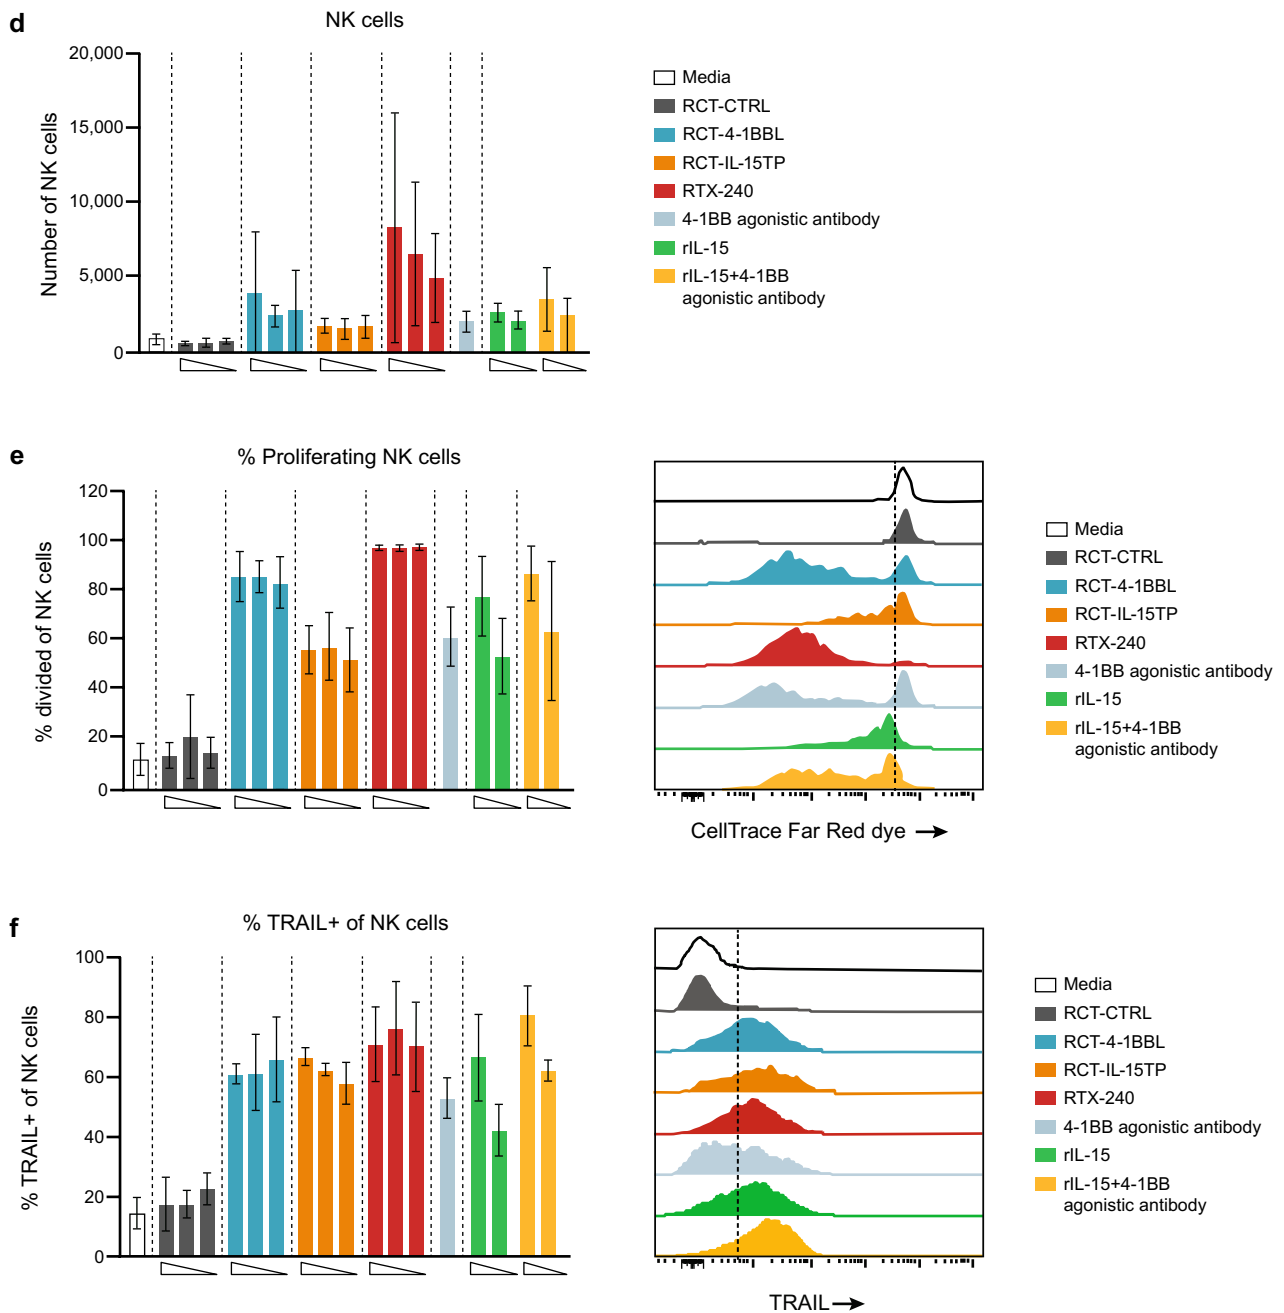 d
NK cells
Number of NK cells
20,000
15,000
10,000
5,000
0
Media
RCT-CTRL
RCT-4-1BBL
RCT-IL-15TP
RTX-240
4-1BB agonistic antibody
rIL-15
rIL-15+4-1BB
agonistic antibody
e
% Proliferating NK cells
% divided of NK cells
120
100
80
60
40
20
0
CellTrace Far Red dye
Media
RCT-CTRL
RCT-4-1BBL
RCT-IL-15TP
RTX-240
4-1BB agonistic antibody
rIL-15
rIL-15+4-1BB
agonistic antibody
f
% TRAIL+ of NK cells
% TRAIL+ of NK cells
100
80
60
40
20
0
TRAIL
Media
RCT-CTRL
RCT-4-1BBL
RCT-IL-15TP
RTX-240
4-1BB agonistic antibody
rIL-15
rIL-15+4-1BB
agonistic antibody